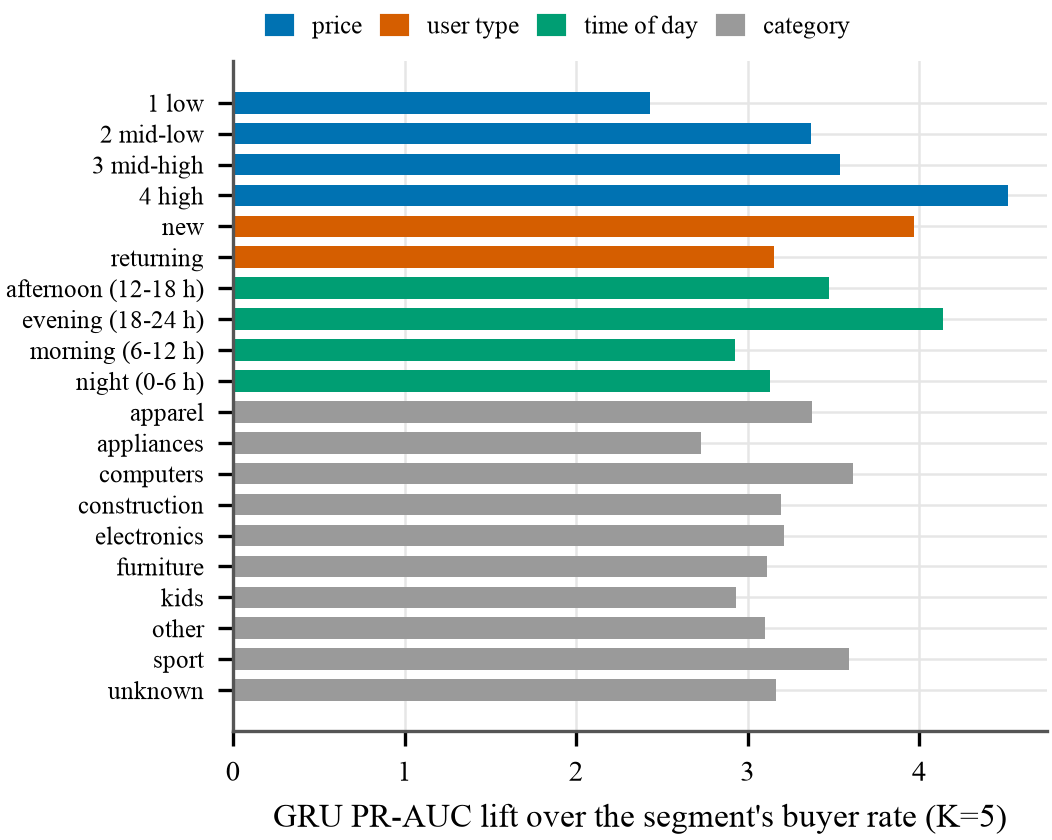 price user type time of day category
1 low
2 mid-low
3 mid-high
4 high
new
returning
afternoon (12-18 h)
evening (18-24 h)
morning (6-12 h)
night (0-6 h)
apparel
appliances
computers
construction
electronics
furniture
kids
other
sport
unknown
0 1 2 3 4
GRU PR-AUC lift over the segment's buyer rate (K=5)